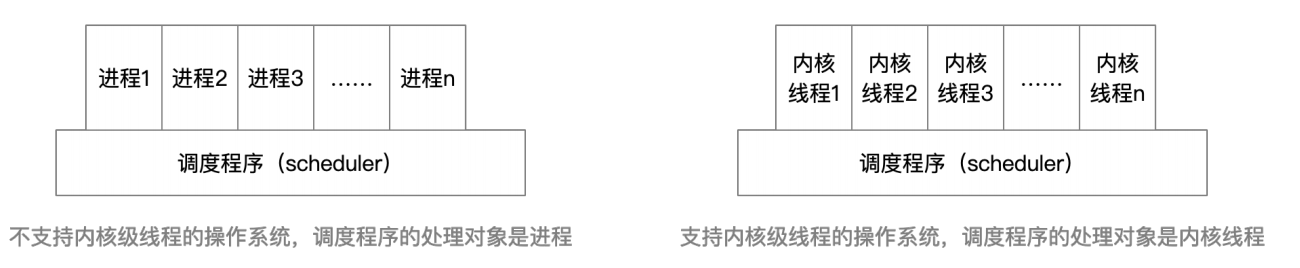 进程1 进程2 进程3 …… 进程n
调度程序（scheduler）
不支持内核级线程的操作系统，调度程序的处理对象是进程
内核 内核 内核 内核
线程1 线程2 线程3 …… 线程n
调度程序（scheduler）
支持内核级线程的操作系统，调度程序的处理对象是内核线程